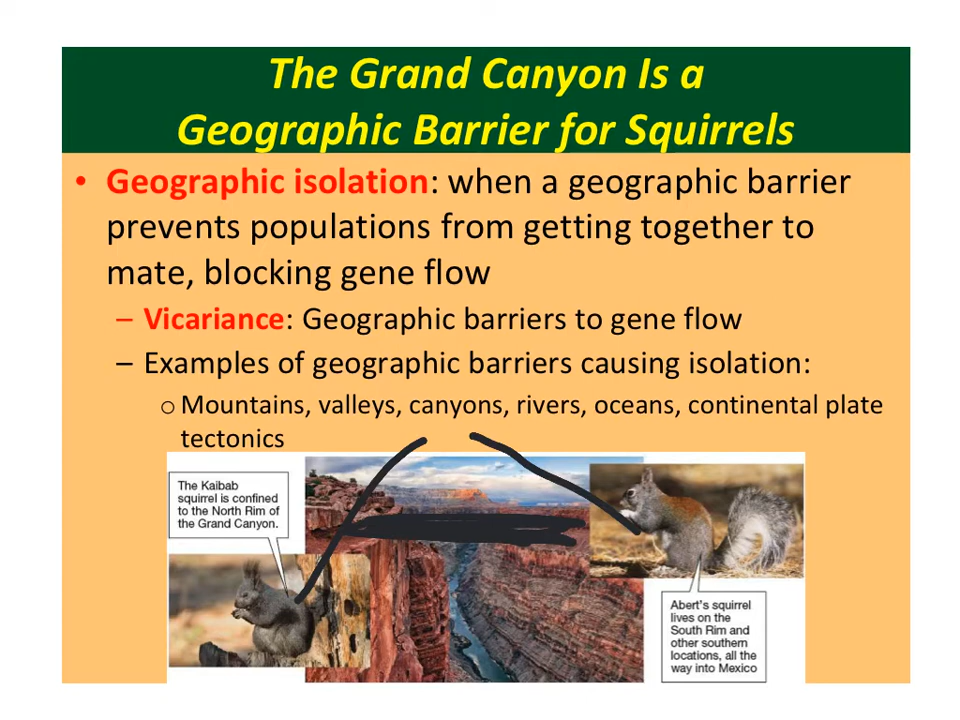 The Grand Canyon Is a
Geographic Barrier for Squirrels
• Geographic isolation: when a geographic barrier
prevents populations from getting together to
mate, blocking gene flow
– Vicariance: Geographic barriers to gene flow
– Examples of geographic barriers causing isolation:
o Mountains, valleys, canyons, rivers, oceans, continental plate
tectonics
The Kaibab
squirrel is confined
to the North Rim of
the Grand Canyon.
Abert's squirrel
lives on the
South Rim and
other southern
locations, all the
way into Mexico